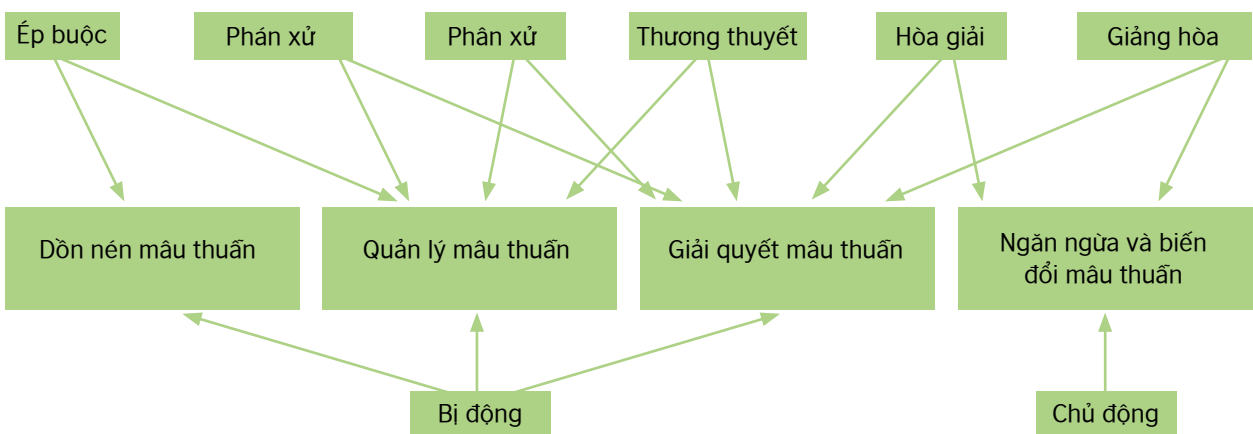 Ép buộc
Phán xử
Phân xử
Thương thuyết
Hòa giải
Giảng hòa
Dồn nén mâu thuẫn
Quản lý mâu thuẫn
Giải quyết mâu thuẫn
Ngăn ngừa và biến
đổi mâu thuẫn
Bị động
Chủ động